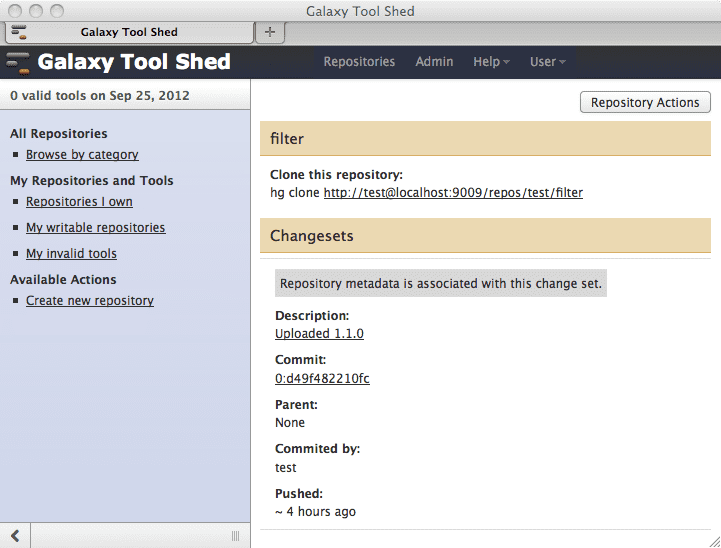 Galaxy Tool Shed
Galaxy Tool Shed
Galaxy Tool Shed
Repositories Admin Help User
0 valid tools on Sep 25, 2012
All Repositories
Browse by category
My Repositories and Tools
Repositories I own
My writable repositories
My invalid tools
Available Actions
Create new repository
Repository Actions
filter
Clone this repository:
hg clone http://test@localhost:9009/repos/test/filter
Changesets
Repository metadata is associated with this change set.
Description:
Uploaded 1.1.0
Commit:
0:d49f482210fc
Parent:
None
Commited by:
test
Pushed:
~ 4 hours ago